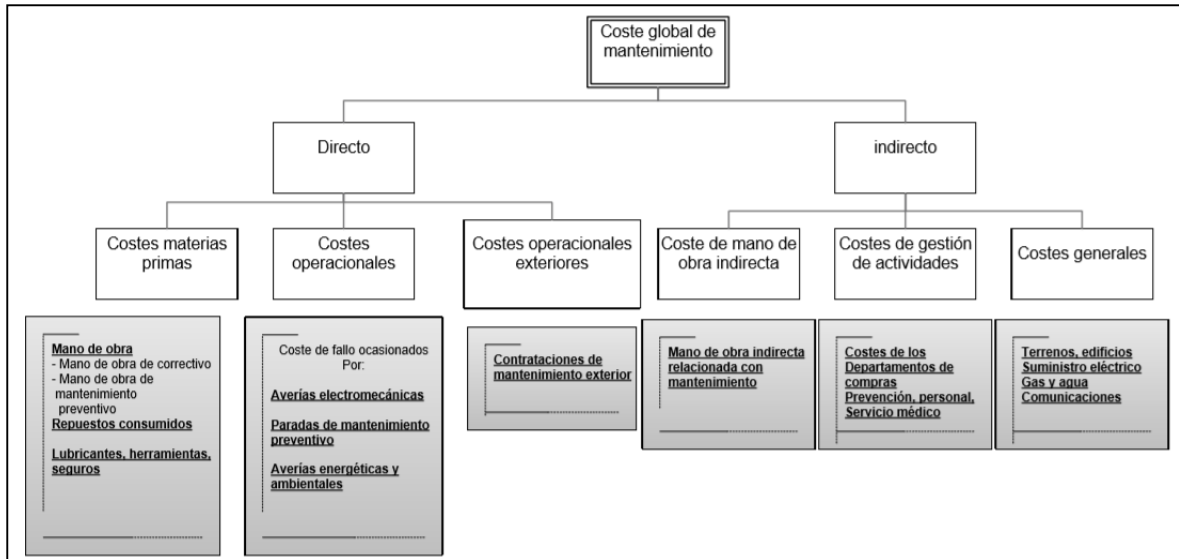 Coste global de
mantenimiento
Directo
indirecto
Costes materias
primas
Costes
operacionales
Costes operacionales
exteriores
Coste de mano de
obra indirecta
Costes de gestión
de actividades
Costes generales
Mano de obra
- Mano de obra de correctivo
- Mano de obra de
mantenimiento
preventivo
Repuestos consumidos
Lubricantes, herramientas,
seguros
Coste de fallo ocasionados
Por:
Averías electromecánicas
Paradas de mantenimiento
preventivo
Averías energéticas y
ambientales
Contrataciones de
mantenimiento exterior
Mano de obra indirecta
relacionada con
mantenimiento
Costes de los
Departamentos de
compras
Prevención, personal,
Servicio médico
Terrenos, edificios
Suministro eléctrico
Gas y agua
Comunicaciones